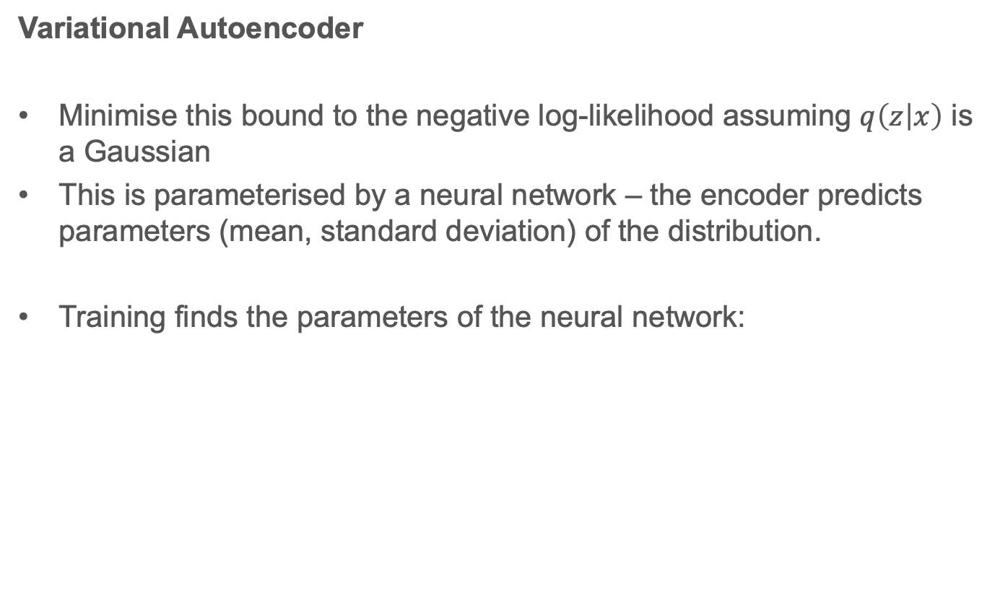 Variational Autoencoder
• Minimise this bound to the negative log-likelihood assuming q(z|x) is
a Gaussian
• This is parameterised by a neural network – the encoder predicts
parameters (mean, standard deviation) of the distribution.
• Training finds the parameters of the neural network: